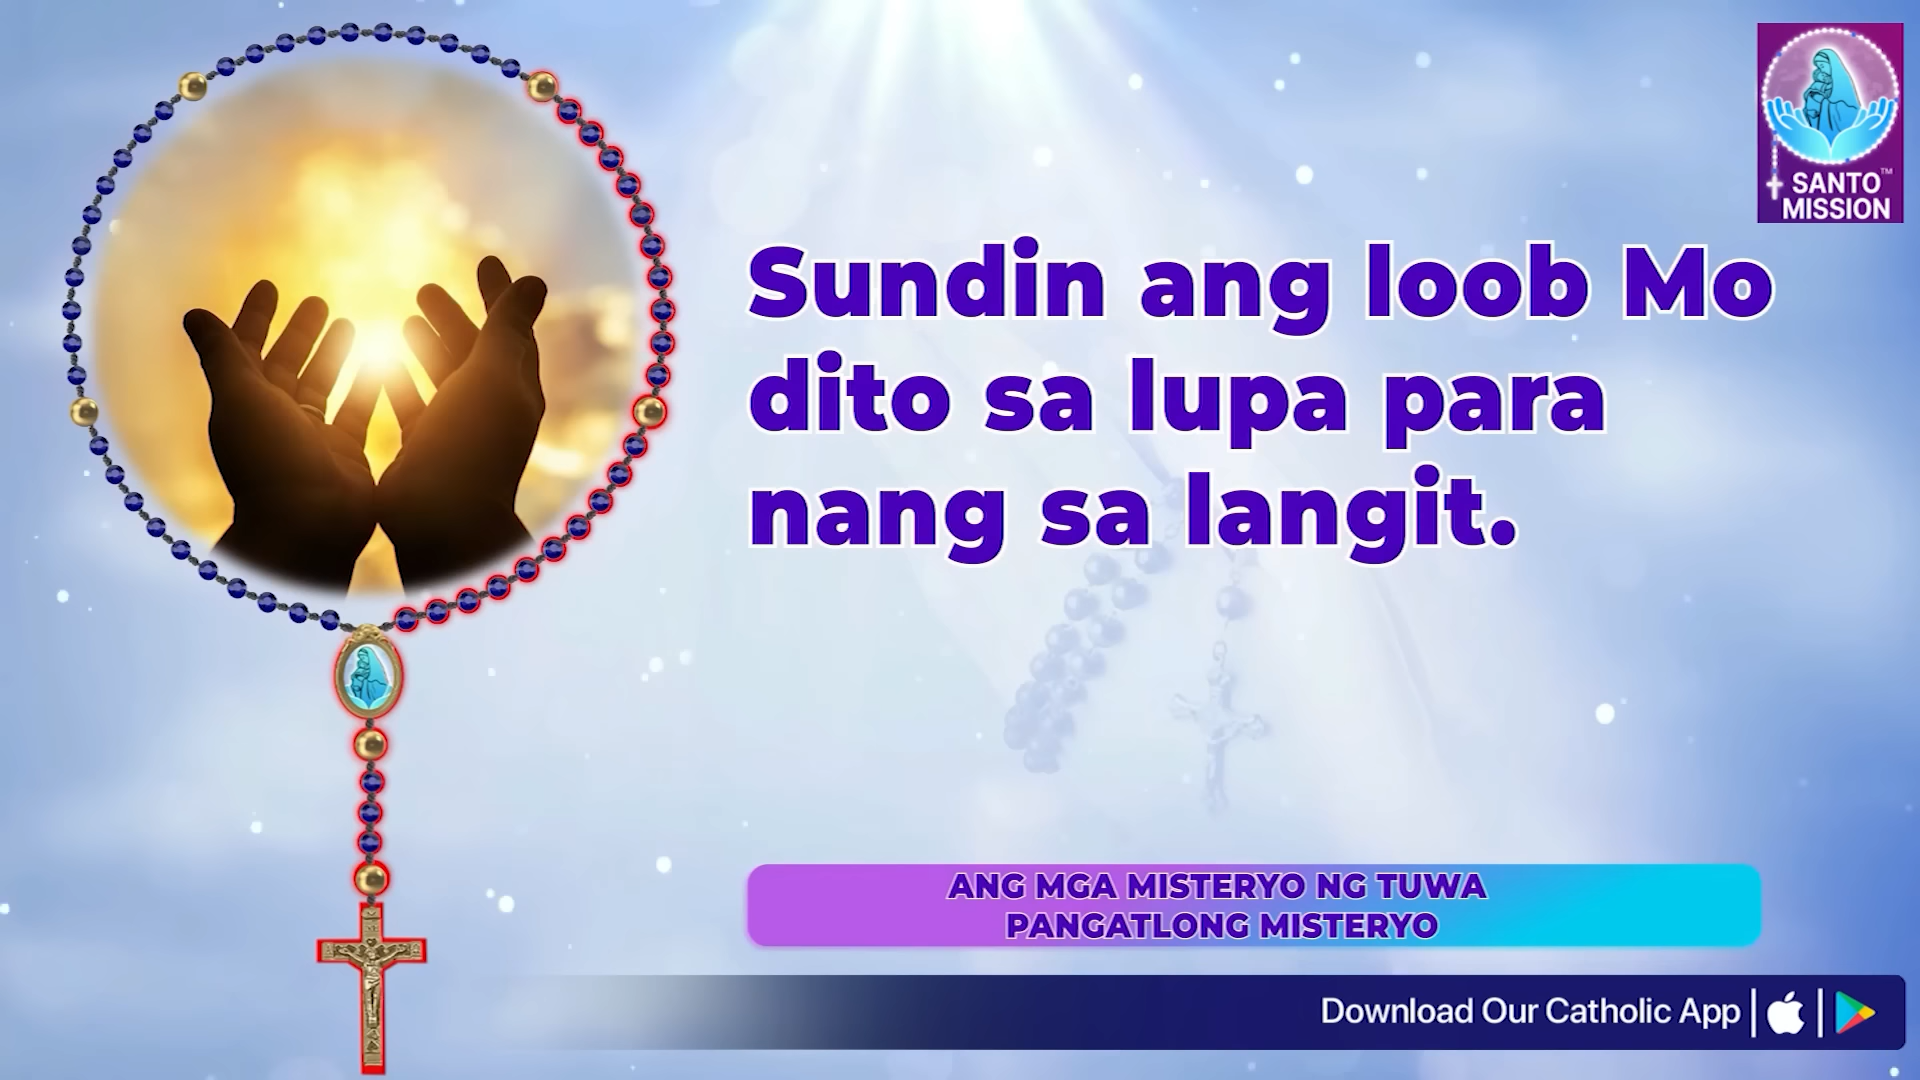 SANTO™
MISSION
Sundin ang loob Mo
dito sa lupa para
nang sa langit.
ANG MGA MISTERYO NG TUWA
PANGATLONG MISTERYO
Download Our Catholic App